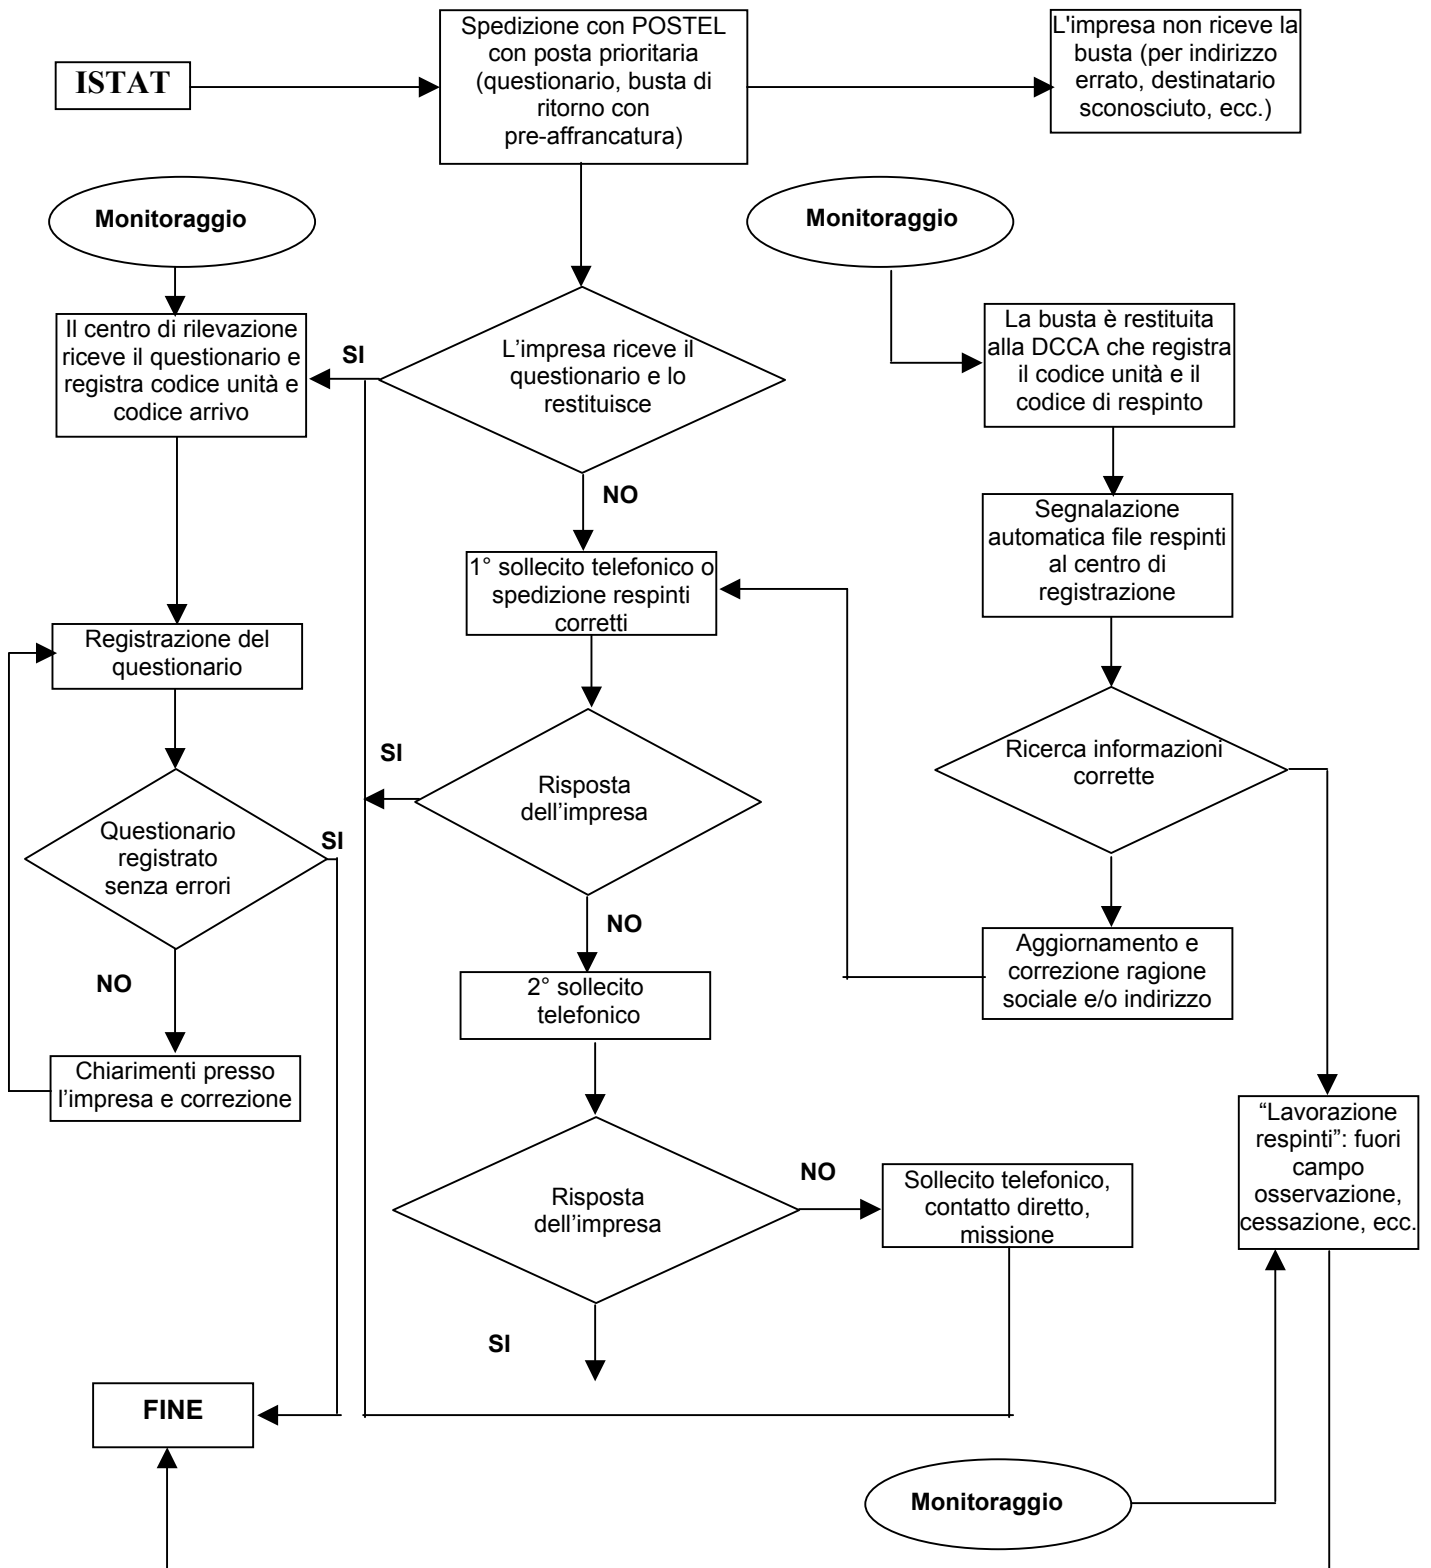 ISTAT
Spedizione con POSTEL
con posta prioritaria
(questionario, busta di
ritorno con
pre-affrancatura)
L'impresa non riceve la
busta (per indirizzo
errato, destinatario
sconosciuto, ecc.)
Monitoraggio
Monitoraggio
Il centro di rilevazione
riceve il questionario e
registra codice unità e
codice arrivo
SI
L’impresa riceve il
questionario e lo
restituisce
La busta è restituita
alla DCCA che registra
il codice unità e il
codice di respinto
NO
Segnalazione
automatica file respinti
al centro di
registrazione
1° sollecito telefonico o
spedizione respinti
corretti
Registrazione del
questionario
Ricerca informazioni
corrette
SI
Risposta
dell’impresa
Questionario
registrato
senza errori
SI
NO
Aggiornamento e
correzione ragione
sociale e/o indirizzo
NO
2° sollecito
telefonico
Chiarimenti presso
l’impresa e correzione
“Lavorazione
respinti”: fuori
campo
osservazione,
cessazione, ecc.
Risposta
dell’impresa
NO
Sollecito telefonico,
contatto diretto,
missione
SI
FINE
Monitoraggio